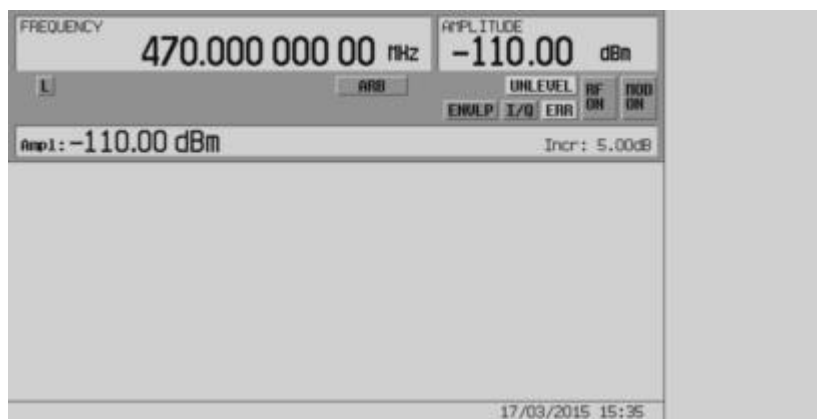 FREQUENCY
470.000 000 00 MHz
AMPLITUDE
-110.00 dBm
L
ARB
UNLEVEL
ENVLP I/Q ERR
RF ON
MOD ON
Ampl: -110.00 dBm
Incr: 5.00dB
17/03/2015 15:35